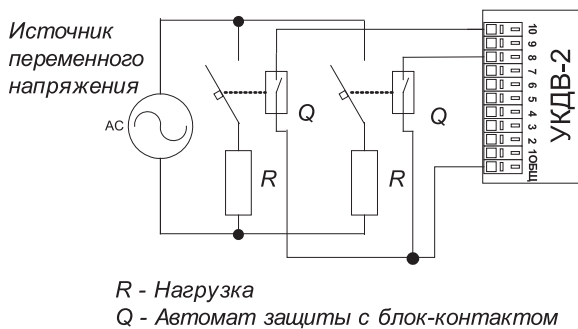 Источник
переменного
напряжения
AC
Q
Q
R
R
10
9
8
7
6
5
4
3
2
1
ОБЩ
УКДВ-2
R - Нагрузка
Q - Автомат защиты с блок-контактом